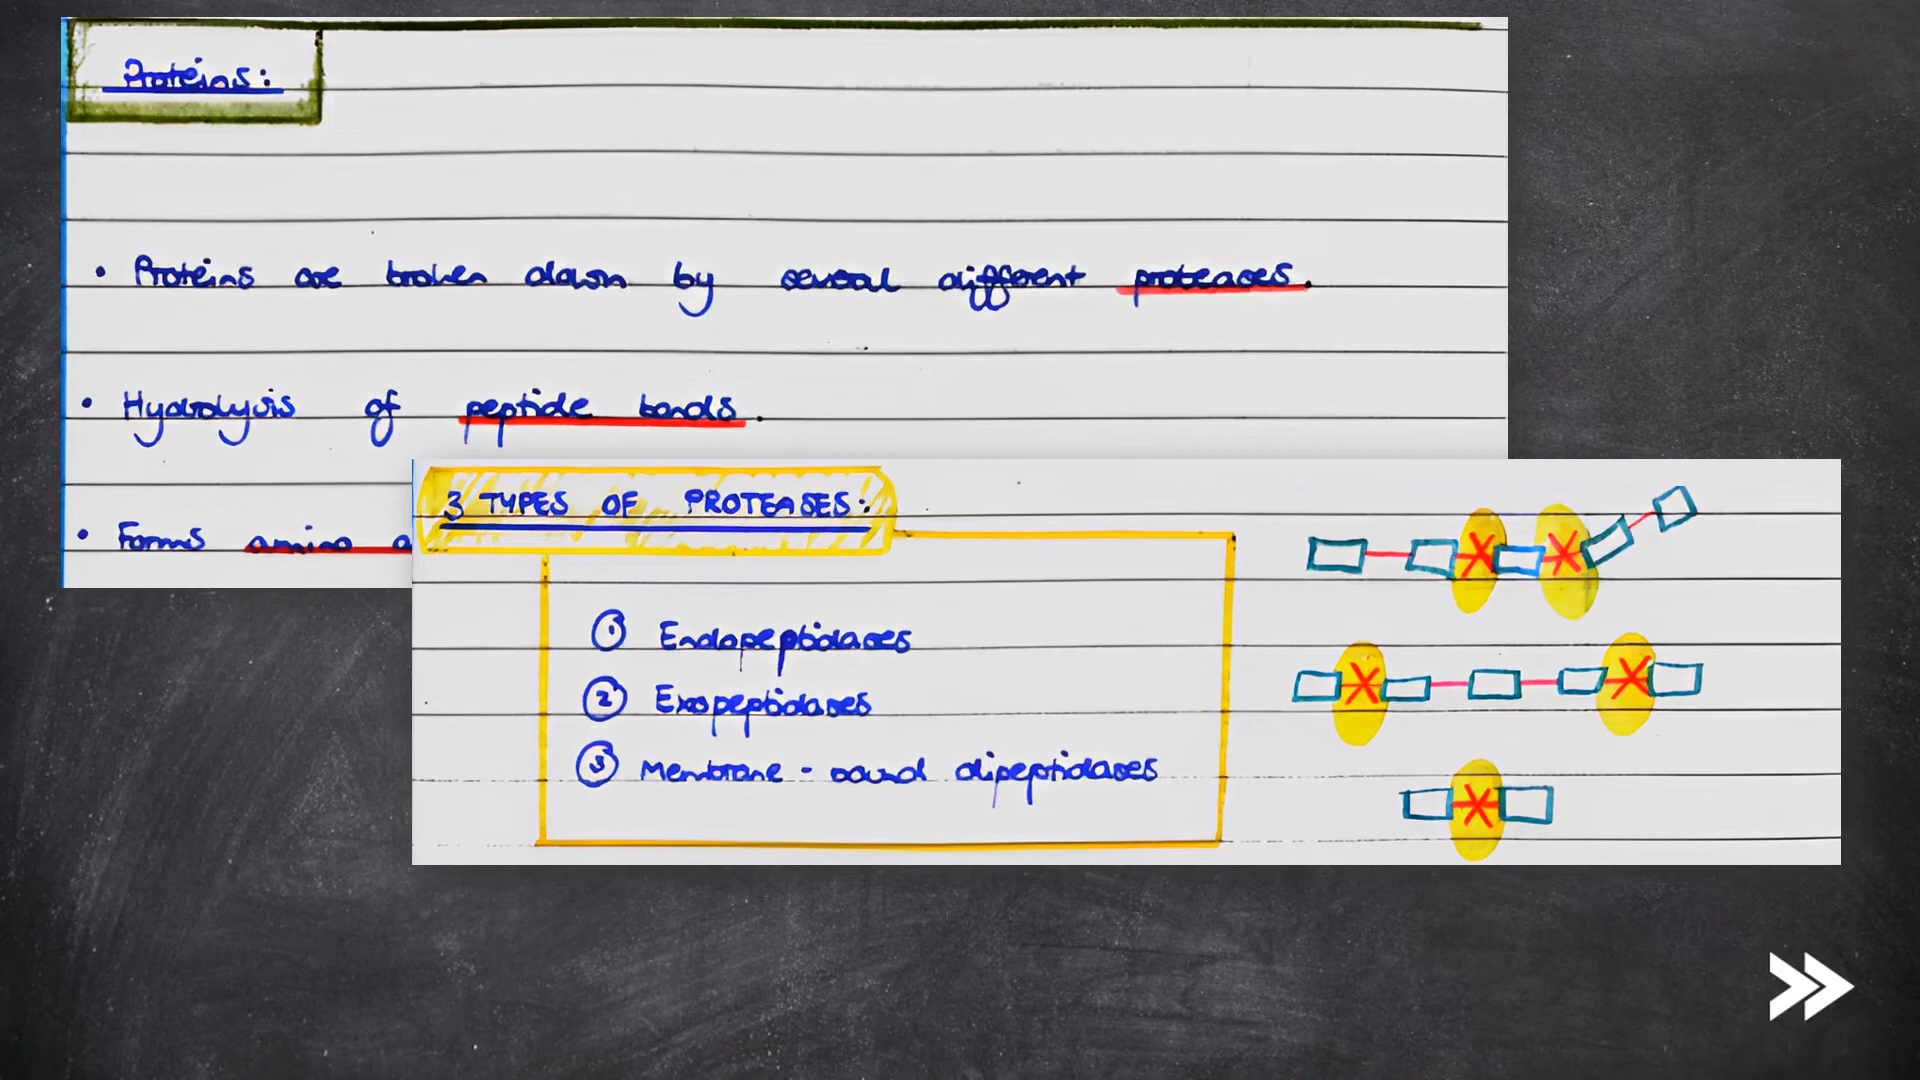 Proteins:
• Proteins are broken down by several different proteases.
• Hydrolysis of peptide bonds.
• Forms amino a
3 TYPES OF PROTEASES:
① Endopeptidases
② Exopeptidases
③ Membrane - bound dipeptidases